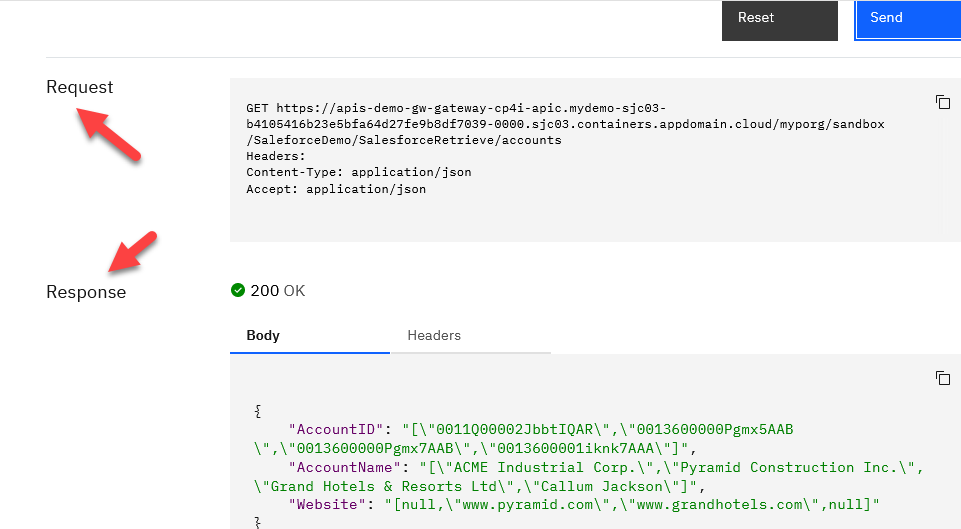 Reset
Send
Request
GET https://apis-demo-gw-gateway-cp4i-apic.mydemo-sjc03-
b4105416b23e5bfa64d27fe9b8df7039-0000.sjc03.containers.appdomain.cloud/myporg/sandbox
/SaleforceDemo/SalesforceRetrieve/accounts
Headers:
Content-Type: application/json
Accept: application/json
Response
200 OK
Body
Headers
{
"AccountID": "[\"0011Q00002JbbtIQAR\",\"0013600000Pgmx5AAB
\",\"0013600000Pgmx7AAB\",\"0013600001iknk7AAA\"]",
"AccountName": "[\"ACME Industrial Corp.\",\"Pyramid Construction Inc.\",
\"Grand Hotels & Resorts Ltd\",\"Callum Jackson\"]",
"Website": "[null,\"www.pyramid.com\",\"www.grandhotels.com\",null]"
}